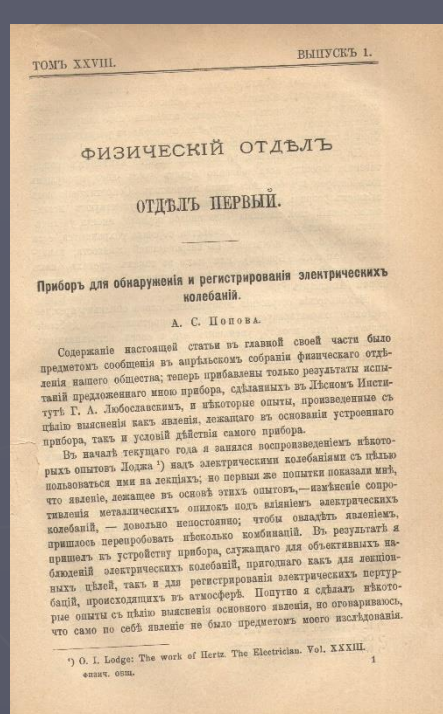 ТОМЪ XXVIII.
ВЫПУСКЪ 1.
ФИЗИЧЕСКІЙ ОТДѢЛЪ
ОТДѢЛЪ ПЕРВЫЙ.
Приборъ для обнаруженія и регистрированія электрическихъ
колебаній.
А. С. Попова.
Содержаніе настоящей статьи въ главной своей части было
предметомъ сообщенія въ апрѣльскомъ собраніи физическаго отдѣ-
ленія нашего общества; теперь прибавлены только результаты испы-
таній предложеннаго мною прибора, сдѣланныхъ въ Лѣсномъ Инсти-
тутѣ Г. А. Любославскимъ, и нѣкоторые опыты, произведенные съ
цѣлію выясненія какъ явленія, лежащаго въ основаніи устроеннаго
прибора, такъ и условій дѣйствія самого прибора.
Въ началѣ текущаго года я занялся воспроизведеніемъ нѣкото-
рыхъ опытовъ Лоджа ¹) надъ электрическими колебаніями съ цѣлью
пользоваться ими на лекціяхъ; но первыя же попытки показали мнѣ,
что явленіе, лежащее въ основѣ этихъ опытовъ,—измѣненіе сопро-
тивленія металлическихъ опилокъ подъ вліяніемъ электрическихъ
колебаній, — довольно непостоянно; чтобы овладѣть явленіемъ,
пришлось перепробовать нѣсколько комбинацій. Въ результатѣ я
пришелъ къ устройству прибора, служащаго для объективныхъ на-
блюденій электрическихъ колебаній, пригоднаго какъ для лекціон-
ныхъ цѣлей, такъ и для регистрированія электрическихъ пертур-
бацій, происходящихъ въ атмосферѣ. Попутно я сдѣлалъ нѣкото-
рые опыты съ цѣлію выясненія основного явленія, но оговариваюсь,
что само по себѣ явленіе не было предметомъ моего изслѣдованія.
¹) O. I. Lodge: The work of Hertz. The Electrician. Vol. XXXIII.
физич. общ.
1